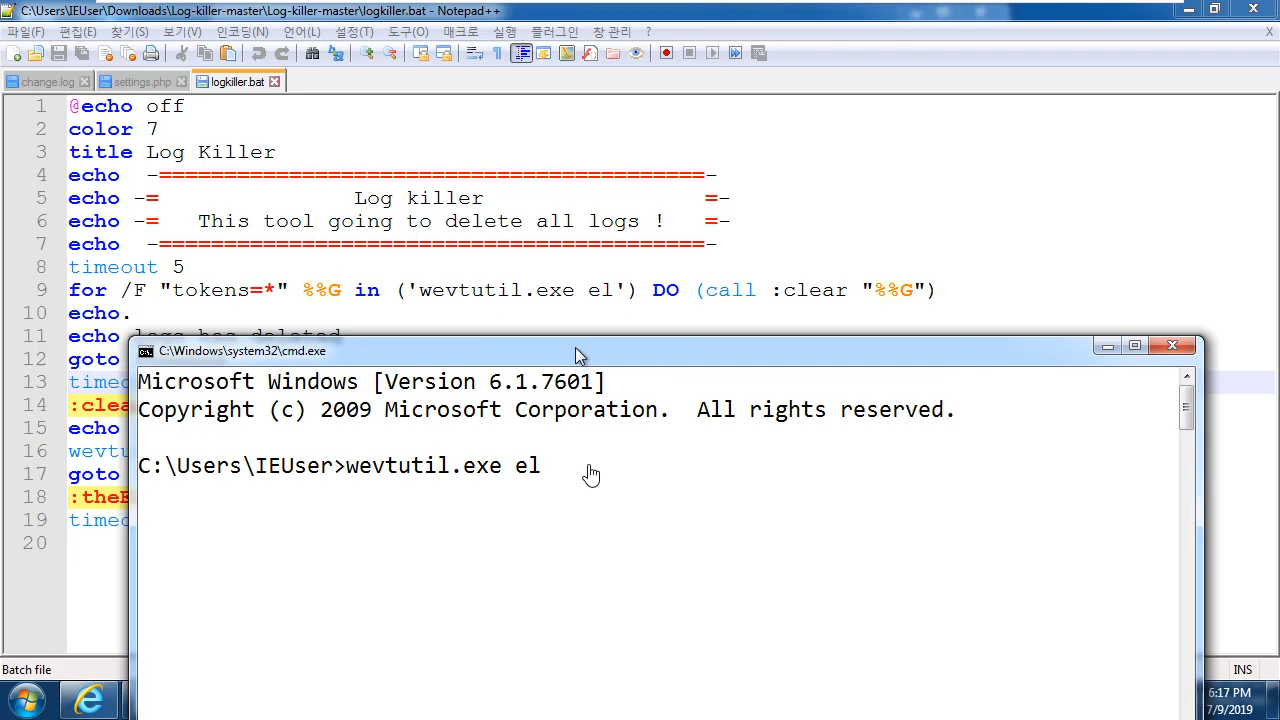 C:\Users\IEUser\Downloads\Log-killer-master\Log-killer-master\logkiller.bat - Notepad++
파일(F) 편집(E) 찾기(S) 보기(V) 인코딩(N) 언어(L) 설정(T) 도구(O) 매크로 실행 플러그인 창 관리 ? X
change.log settings.php logkiller.bat
1 @echo off
2 color 7
3 title Log Killer
4 echo -==========================================-
5 echo -= Log killer =-
6 echo -= This tool going to delete all logs ! =-
7 echo -==========================================-
8 timeout 5
9 for /F "tokens=*" %%G in ('wevtutil.exe el') DO (call :clear "%%G")
10 echo.
11 echo logs has deleted
12 goto
13 timeo
14 :clea
15 echo
16 wevtu
17 goto
18 :theE
19 timeo
20
C:\Windows\system32\cmd.exe
Microsoft Windows [Version 6.1.7601]
Copyright (c) 2009 Microsoft Corporation. All rights reserved.
C:\Users\IEUser>wevtutil.exe el
Batch file
INS
6:17 PM
7/9/2019